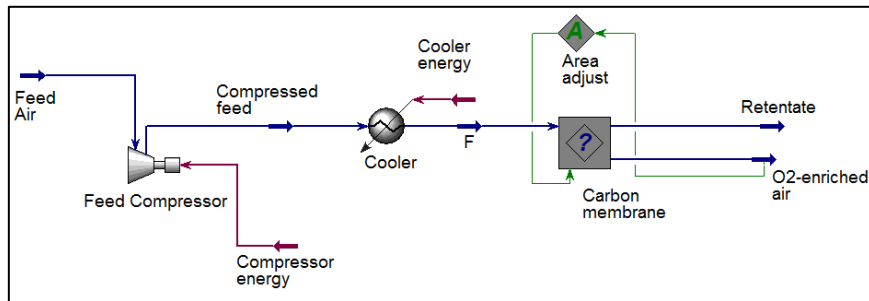 Feed
Air
Feed Compressor
Compressor
energy
Compressed
feed
Cooler
energy
Cooler
F
A
Area
adjust
?
Carbon
membrane
Retentate
O2-enriched
air